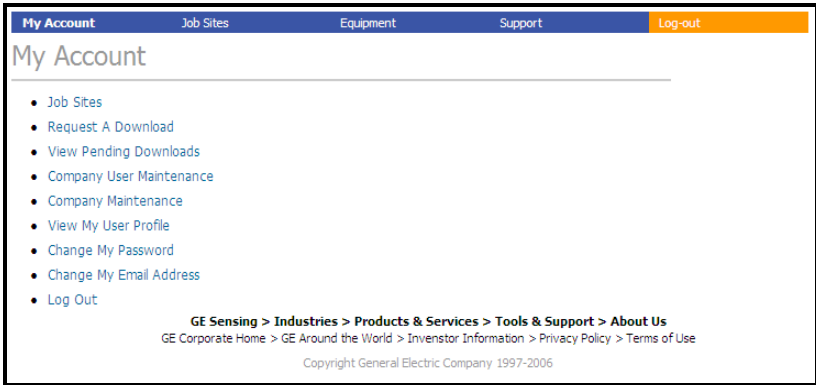 My Account Job Sites Equipment Support Log-out
My Account
Job Sites
Request A Download
View Pending Downloads
Company User Maintenance
Company Maintenance
View My User Profile
Change My Password
Change My Email Address
Log Out
GE Sensing > Industries > Products & Services > Tools & Support > About Us
GE Corporate Home > GE Around the World > Invenstor Information > Privacy Policy > Terms of Use
Copyright General Electric Company 1997-2006